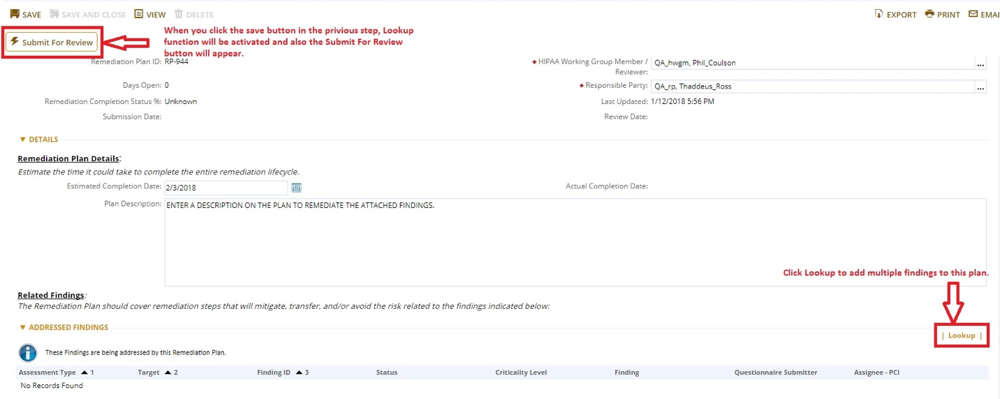 SAVE SAVE AND CLOSE VIEW DELETE EXPORT PRINT EMAI
Submit For Review
When you click the save button in the privious step, Lookup
function will be activated and also the Submit For Review
button will appear.
Remediation Plan ID: RP-944
* HIPAA Working Group Member /
Reviewer:
QA_hwgm, Phil_Coulson ...
Days Open: 0
* Responsible Party: QA_rp, Thaddeus_Ross ...
Remediation Completion Status %: Unknown
Last Updated: 1/12/2018 5:56 PM
Submission Date:
Review Date:
▼ DETAILS
Remediation Plan Details:
Estimate the time it could take to complete the entire remediation lifecycle.
Estimated Completion Date: 2/3/2018
Actual Completion Date:
Plan Description: ENTER A DESCRIPTION ON THE PLAN TO REMEDIATE THE ATTACHED FINDINGS.
Click Lookup to add multiple findings to this plan.
Related Findings:
The Remediation Plan should cover remediation steps that will mitigate, transfer, and/or avoid the risk related to the findings indicated below:
▼ ADDRESSED FINDINGS
| Lookup |
These Findings are being addressed by this Remediation Plan.
Assessment Type ▲ 1 Target ▲ 2 Finding ID ▲ 3 Status Criticality Level Finding Questionnaire Submitter Assignee - PCI
No Records Found